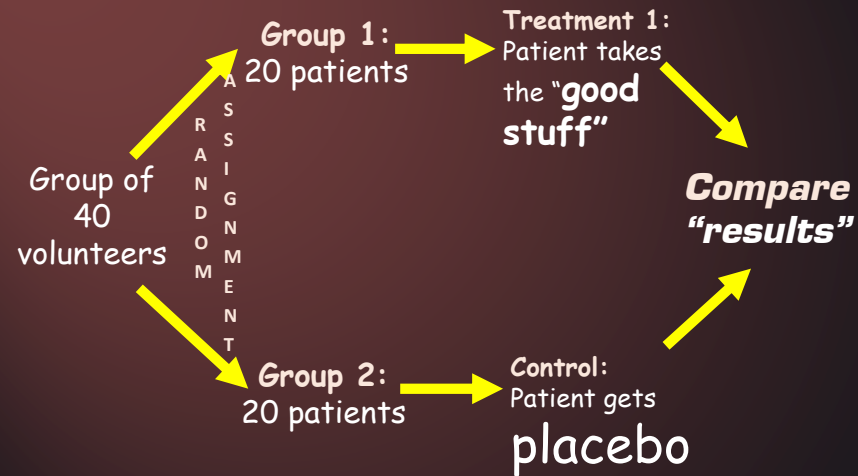 Group of
40
volunteers
RANDOM
ASSIGNMENT
Group 1:
20 patients
Treatment 1:
Patient takes
the “good
stuff”
Group 2:
20 patients
Control:
Patient gets
placebo
Compare
“results”